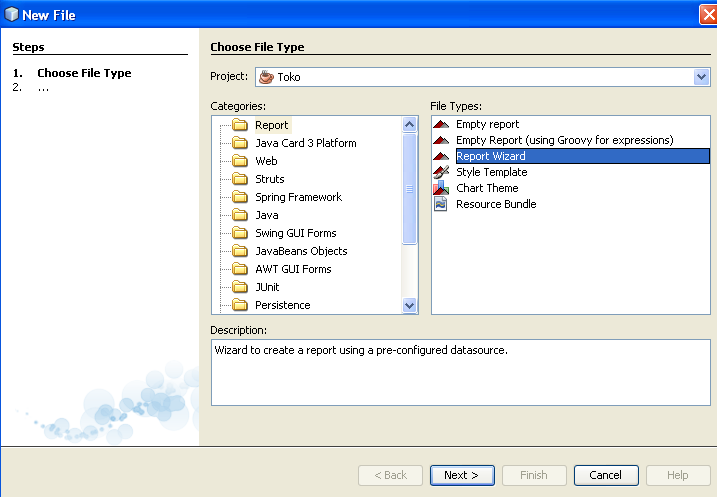 New File
Steps
1. Choose File Type
2. ...
Choose File Type
Project: Toko
Categories:
Report
Java Card 3 Platform
Web
Struts
Spring Framework
Java
Swing GUI Forms
JavaBeans Objects
AWT GUI Forms
JUnit
Persistence
File Types:
Empty report
Empty Report (using Groovy for expressions)
Report Wizard
Style Template
Chart Theme
Resource Bundle
Description:
Wizard to create a report using a pre-configured datasource.
< Back Next > Finish Cancel Help